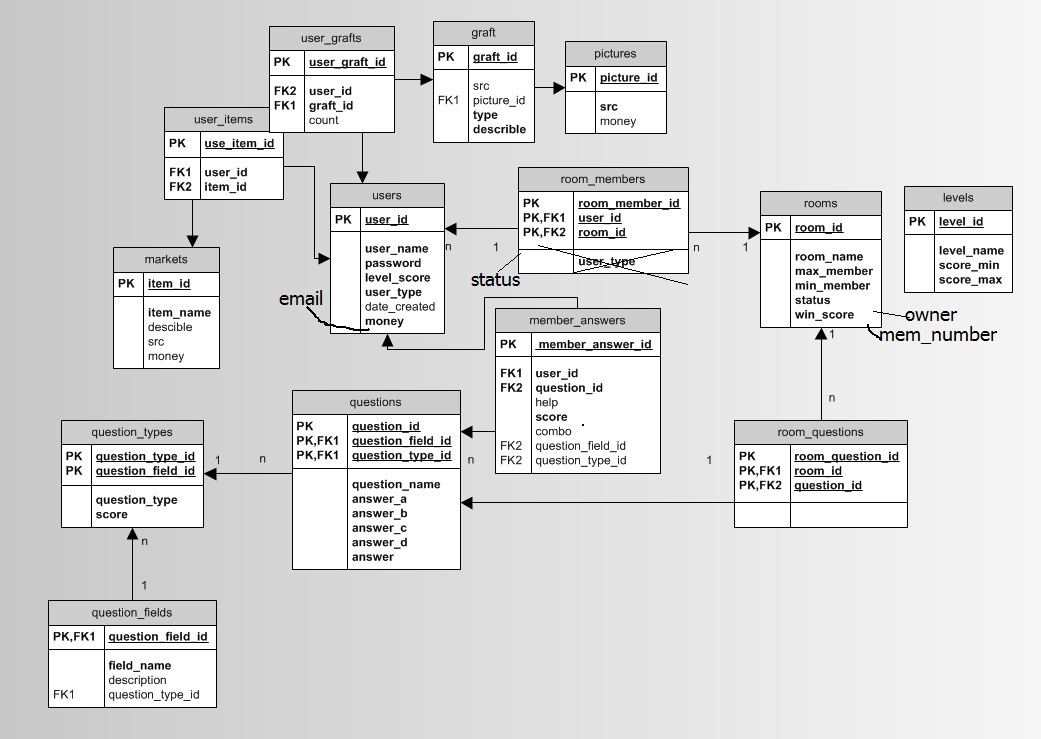 user_grafts
PK user_graft_id
FK2 user_id
FK1 graft_id
count
graft
PK graft_id
src
FK1 picture_id
type
describle
pictures
PK picture_id
src
money
user_items
PK use_item_id
FK1 user_id
FK2 item_id
users
PK user_id
user_name
password
level_score
user_type
date_created
money
email
room_members
PK room_member_id
PK,FK1 user_id
PK,FK2 room_id
user_type
status
n
1
n
1
rooms
PK room_id
room_name
max_member
min_member
status
win_score
owner
mem_number
levels
PK level_id
level_name
score_min
score_max
markets
PK item_id
item_name
descible
src
money
member_answers
PK member_answer_id
FK1 user_id
FK2 question_id
help
score
combo
FK2 question_field_id
FK2 question_type_id
1
n
questions
PK question_id
PK,FK1 question_field_id
PK,FK1 question_type_id
question_name
answer_a
answer_b
answer_c
answer_d
answer
n
1
room_questions
PK room_question_id
PK,FK1 room_id
PK,FK2 question_id
question_types
PK question_type_id
PK question_field_id
question_type
score
1
n
n
1
question_fields
PK,FK1 question_field_id
field_name
description
FK1 question_type_id